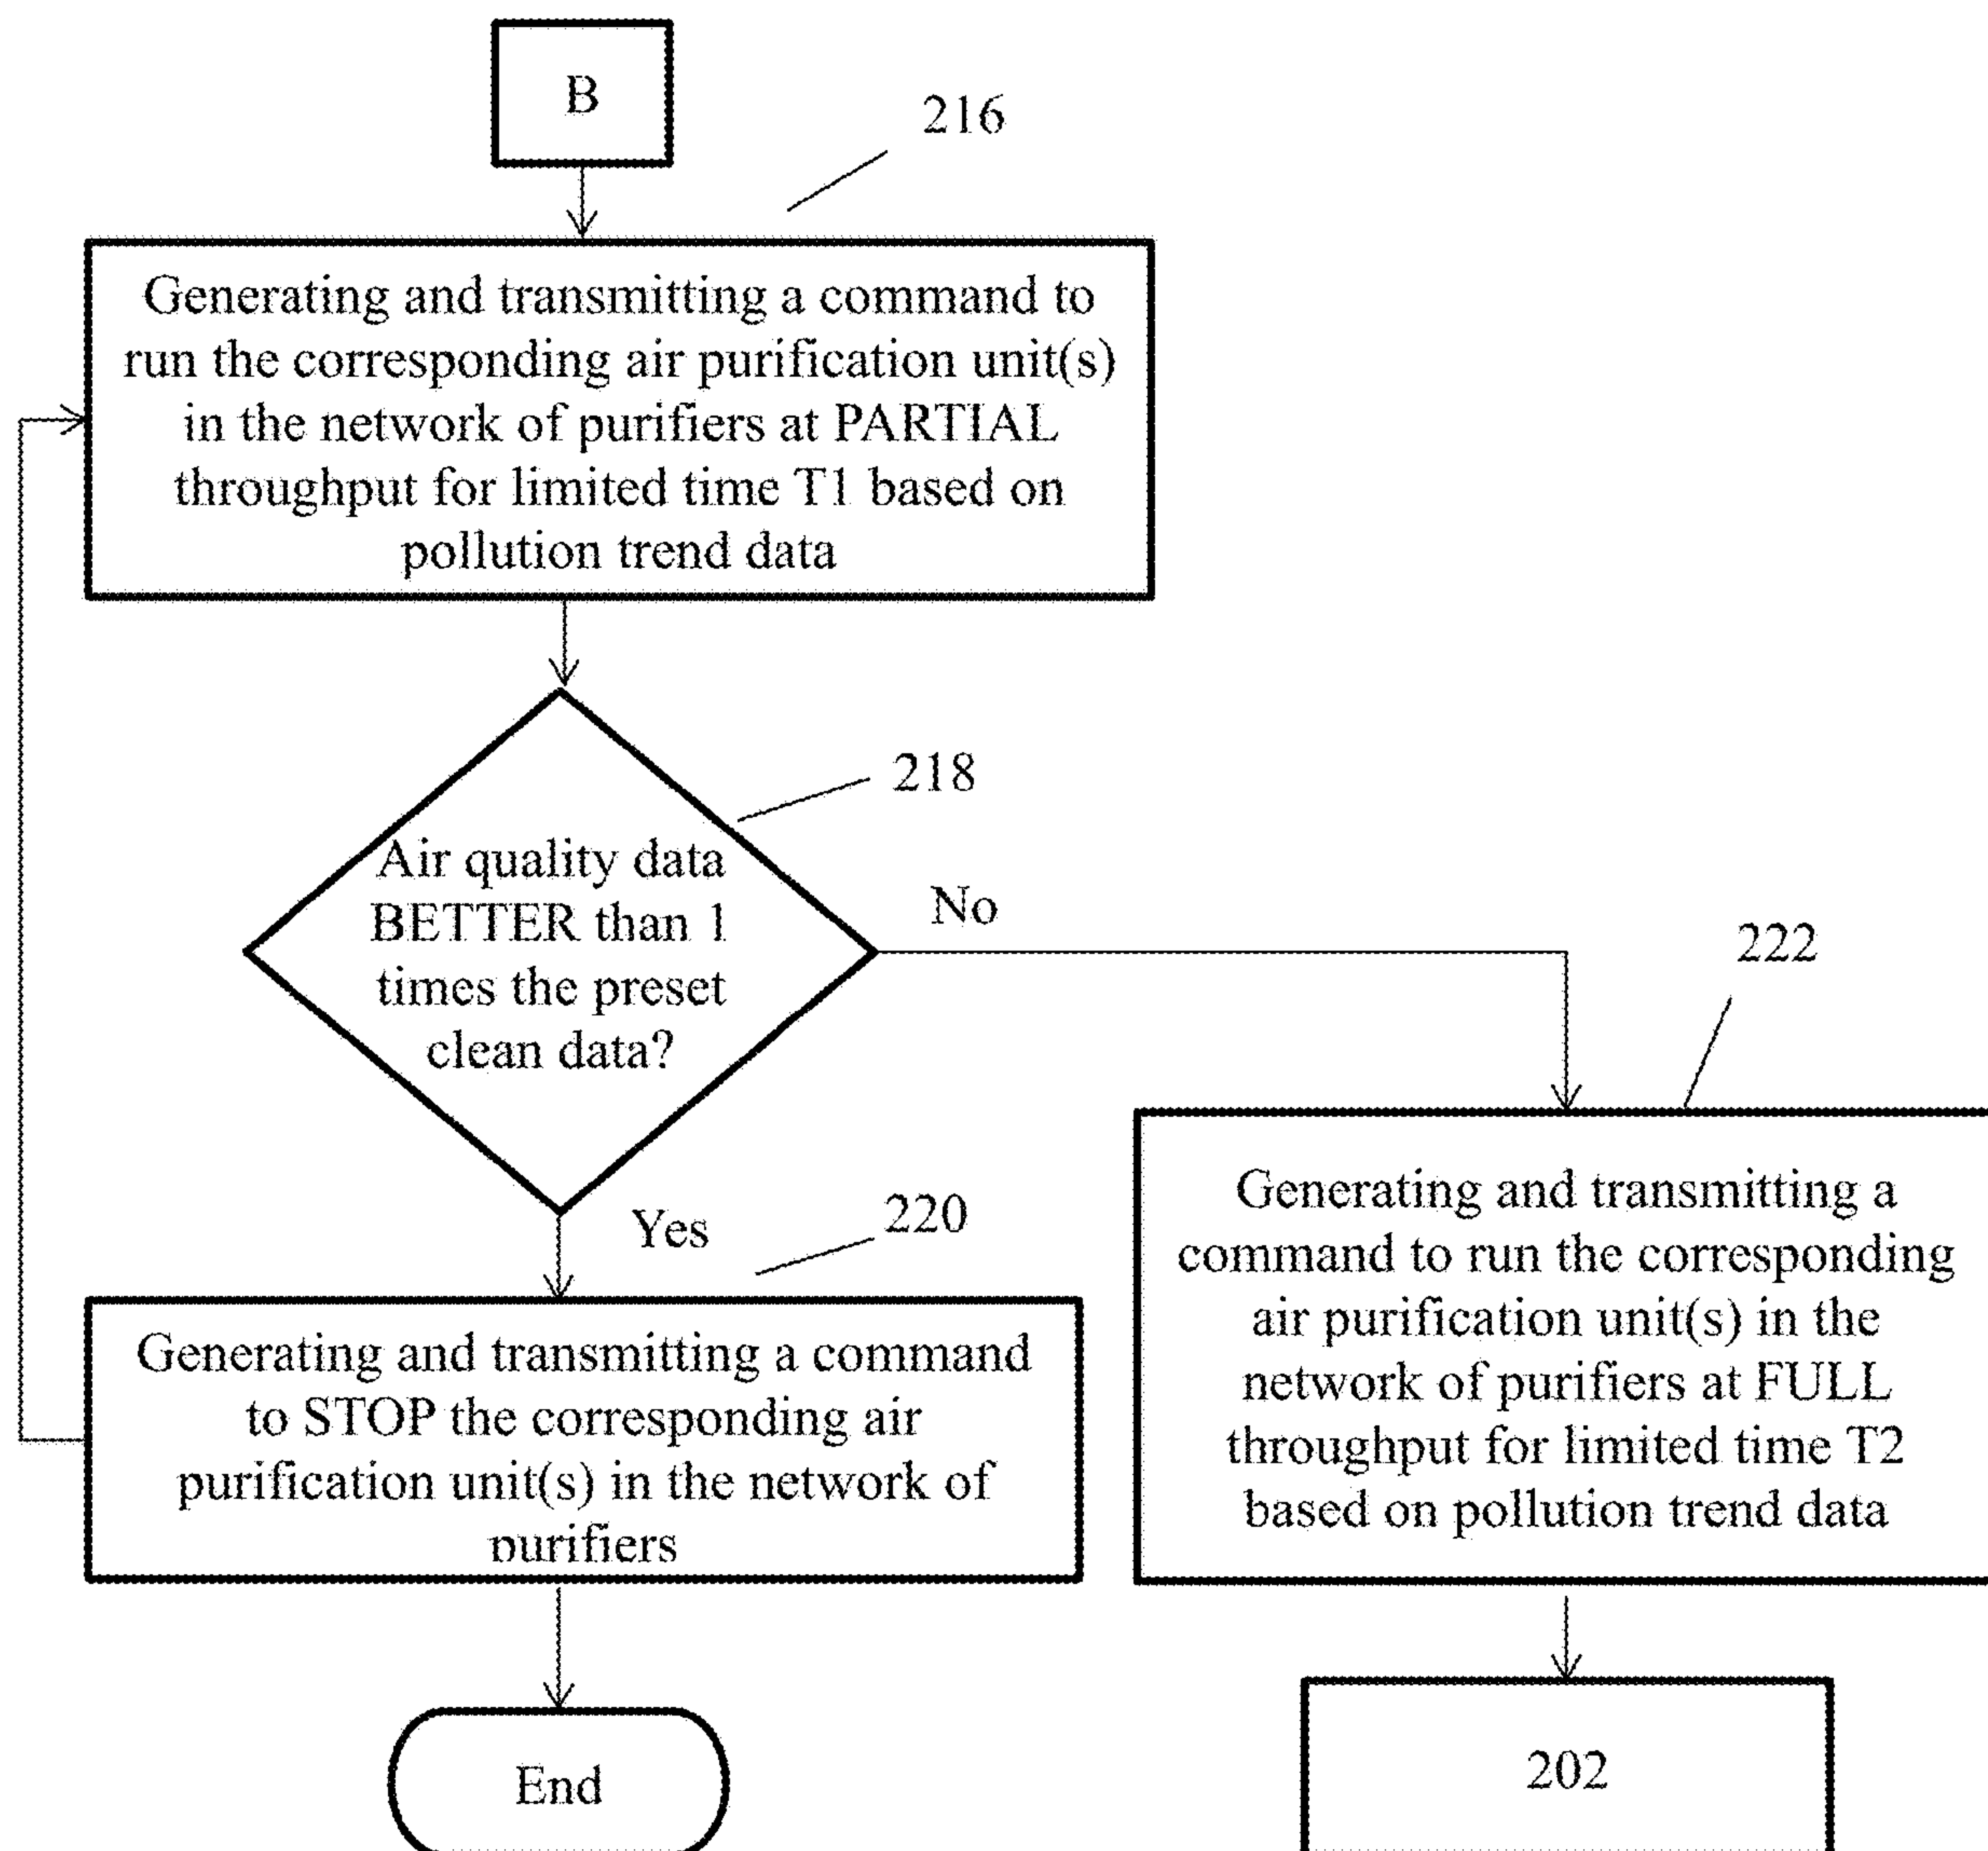 B
216
Generating and transmitting a command to
run the corresponding air purification unit(s)
in the network of purifiers at PARTIAL
throughput for limited time T1 based on
pollution trend data
218
Air quality data
BETTER than 1
times the preset
clean data?
No
222
Yes
220
Generating and transmitting a command
to STOP the corresponding air
purification unit(s) in the network of
purifiers
Generating and transmitting a
command to run the corresponding
air purification unit(s) in the
network of purifiers at FULL
throughput for limited time T2
based on pollution trend data
End
202